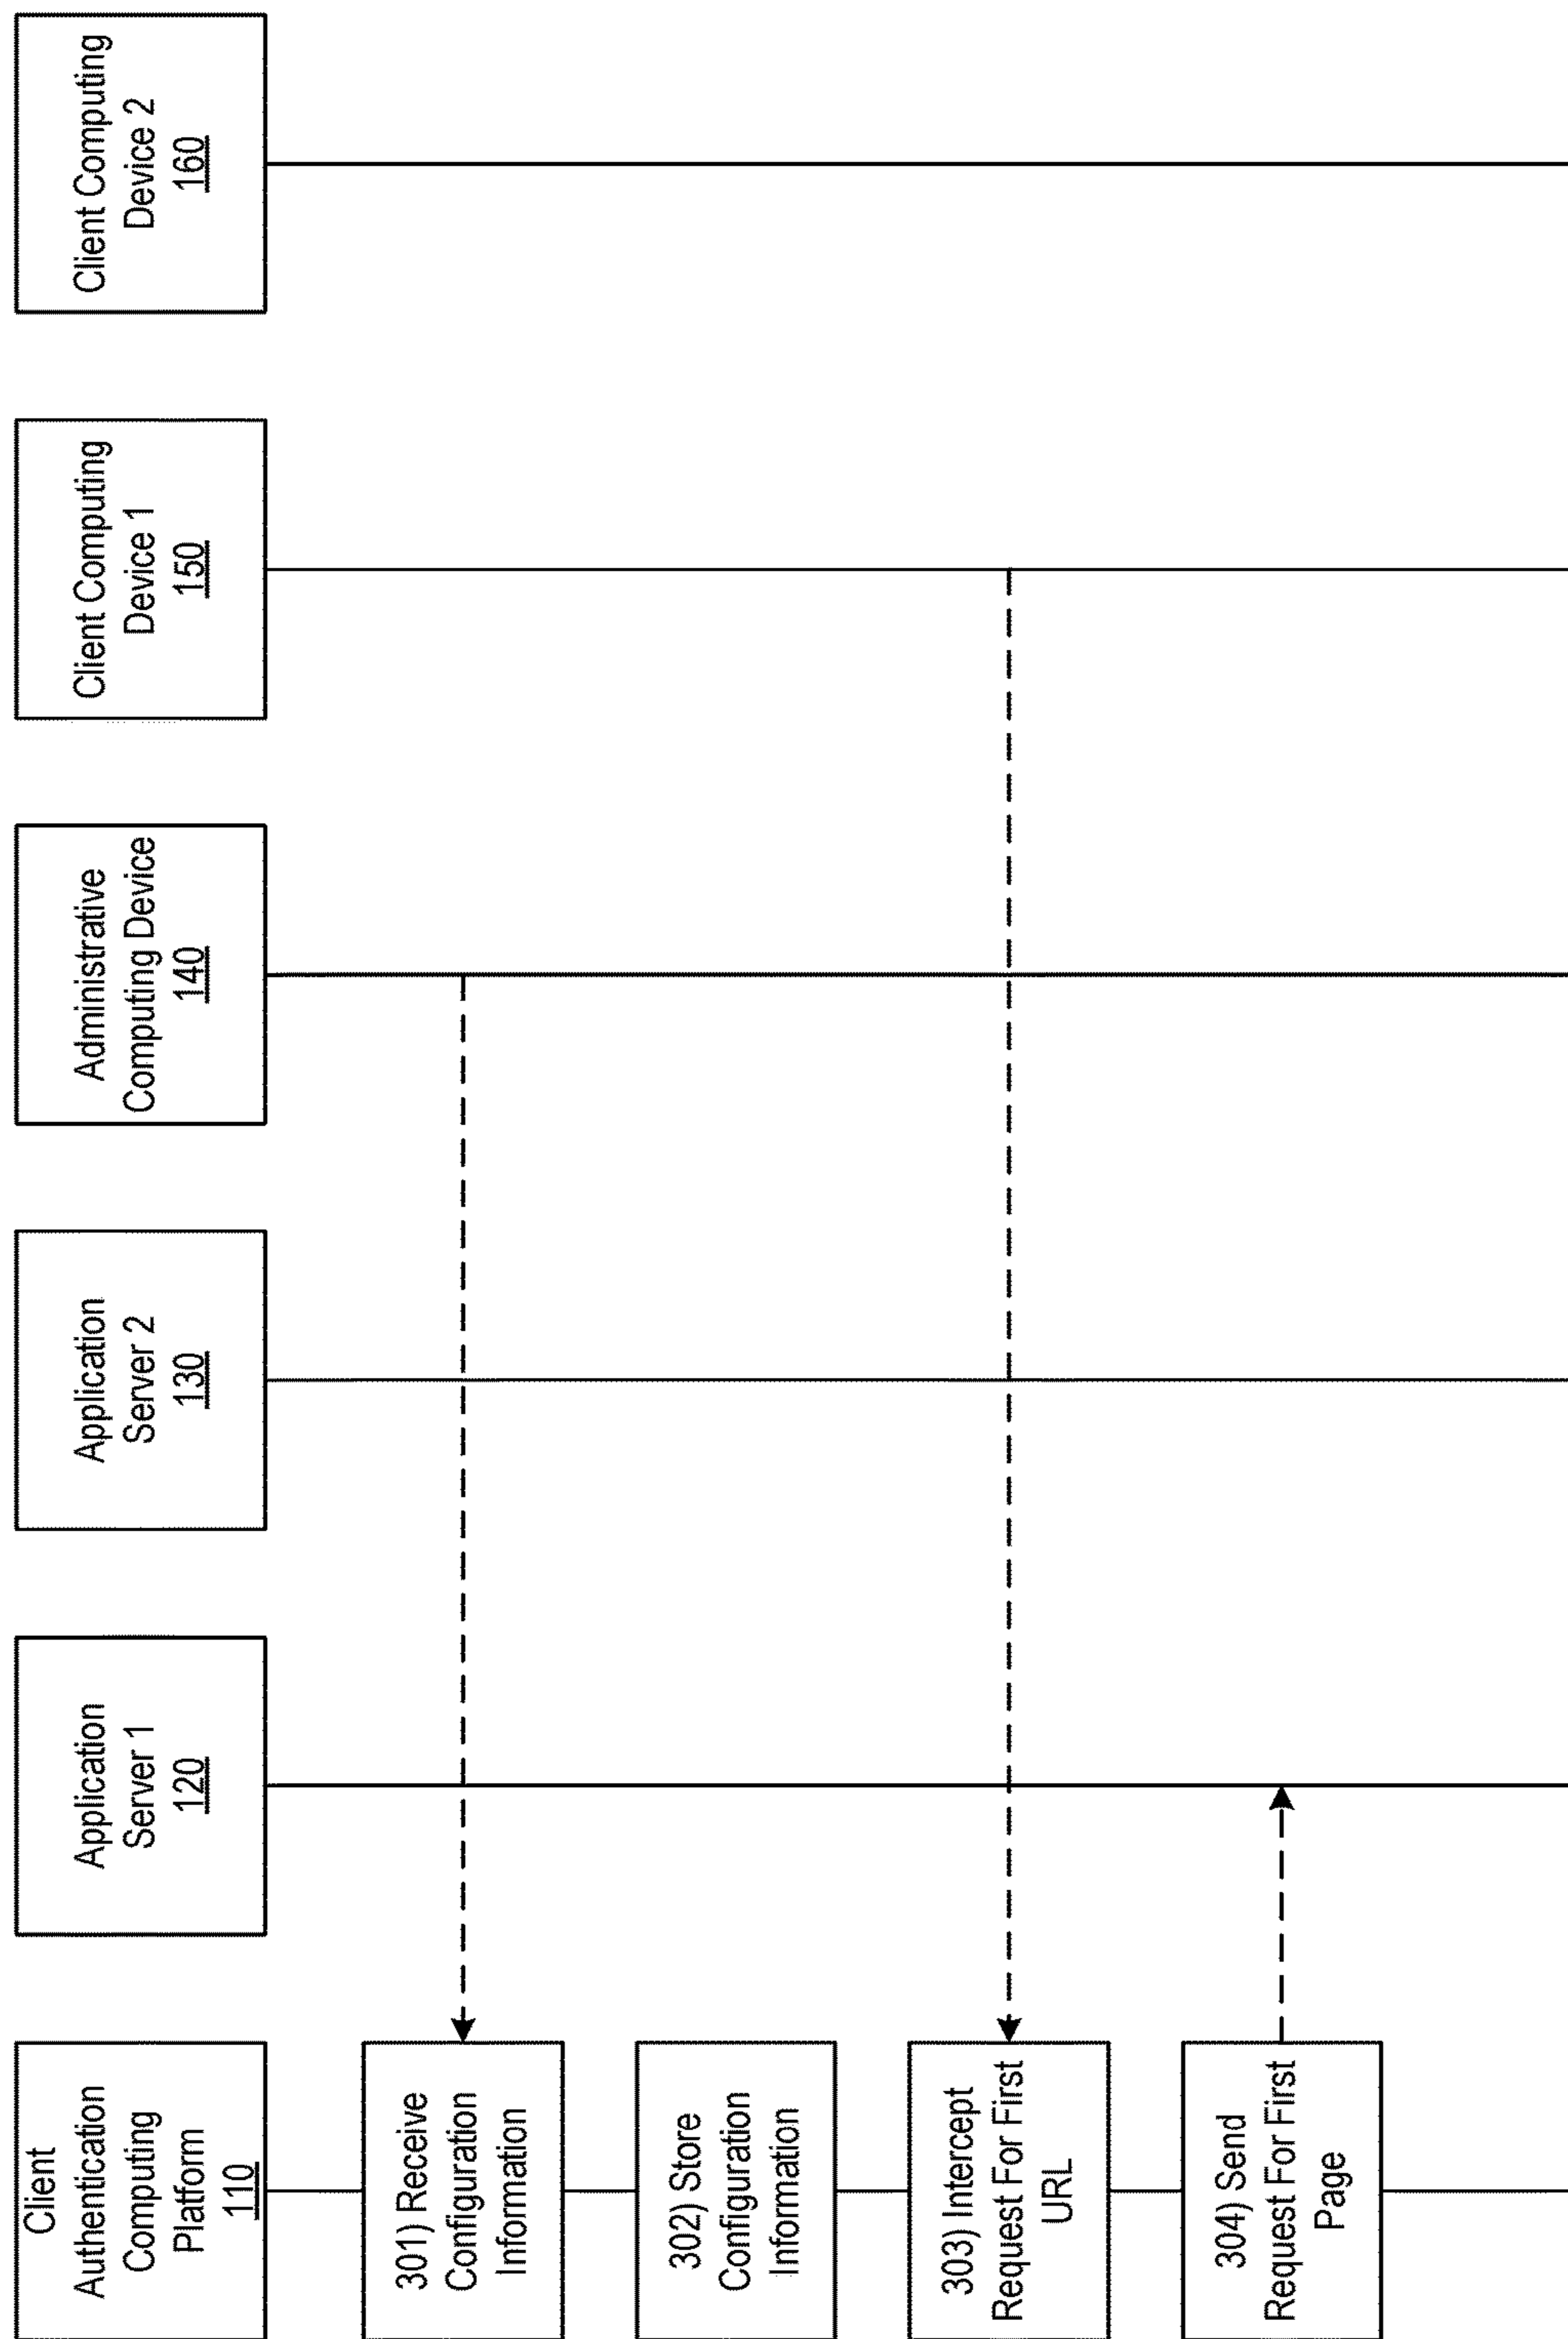 Client
Authentication
Computing
Platform
110
Application
Server 1
120
Application
Server 2
130
Administrative
Computing Device
140
Client Computing
Device 1
150
Client Computing
Device 2
160
301) Receive
Configuration
Information
302) Store
Configuration
Information
303) Intercept
Request For First
URL
304) Send
Request For First
Page